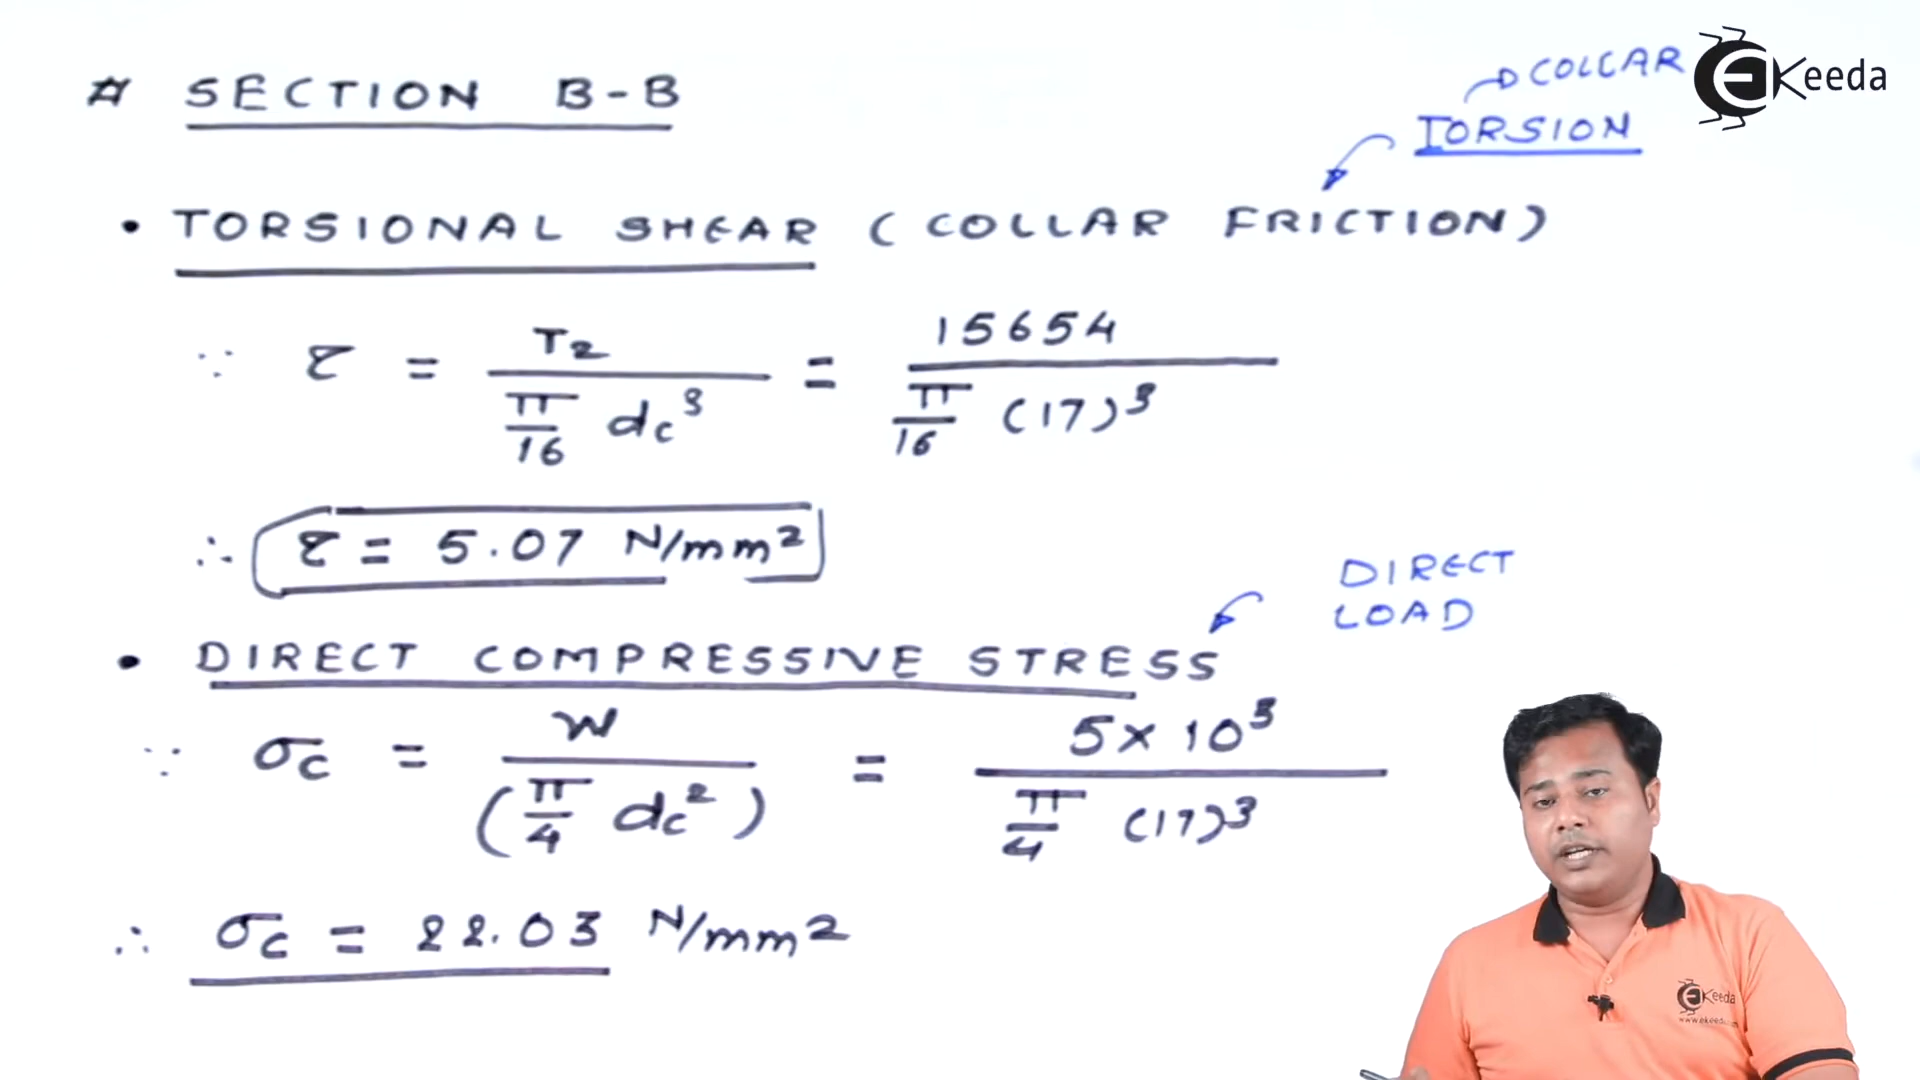 # SECTION B-B
→ COLLAR
TORSION
EKeeda
• TORSIONAL SHEAR (COLLAR FRICTION)
∵ τ = T2 / (π/16 dc³) = 15654 / (π/16 (17)³)
∴ τ = 5.07 N/mm²
DIRECT
LOAD
• DIRECT COMPRESSIVE STRESS
∵ σc = W / (π/4 dc²) = 5×10³ / (π/4 (17)³)
∴ σc = 22.03 N/mm²
EKeeda